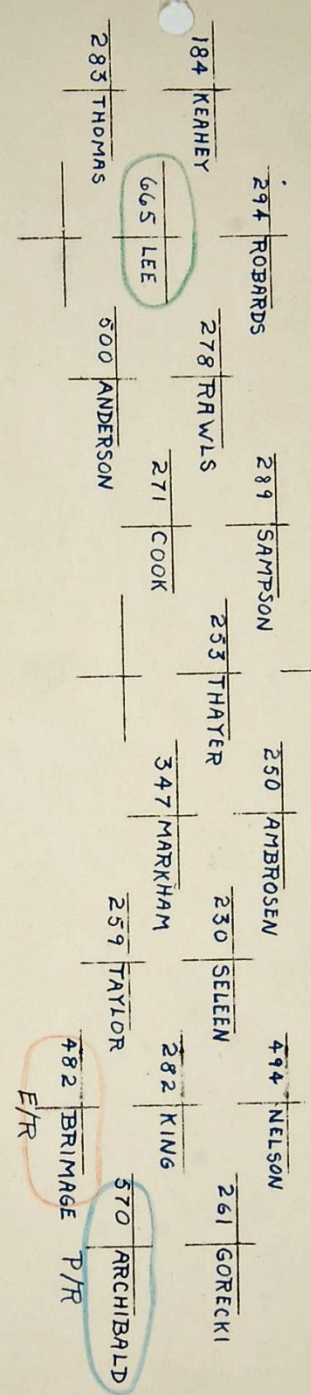 294 ROBARDS 289 SAMPSON 250 AMBROSEN 494 NELSON
184 KEAHEY 278 RAWLS 253 THAYER 230 SELEEN 261 GORECKI
665 LEE 271 COOK 347 MARKHAM 282 KING
283 THOMAS 500 ANDERSON 259 TAYLOR 570 ARCHIBALD
482 BRIMAGE P/R
E/R